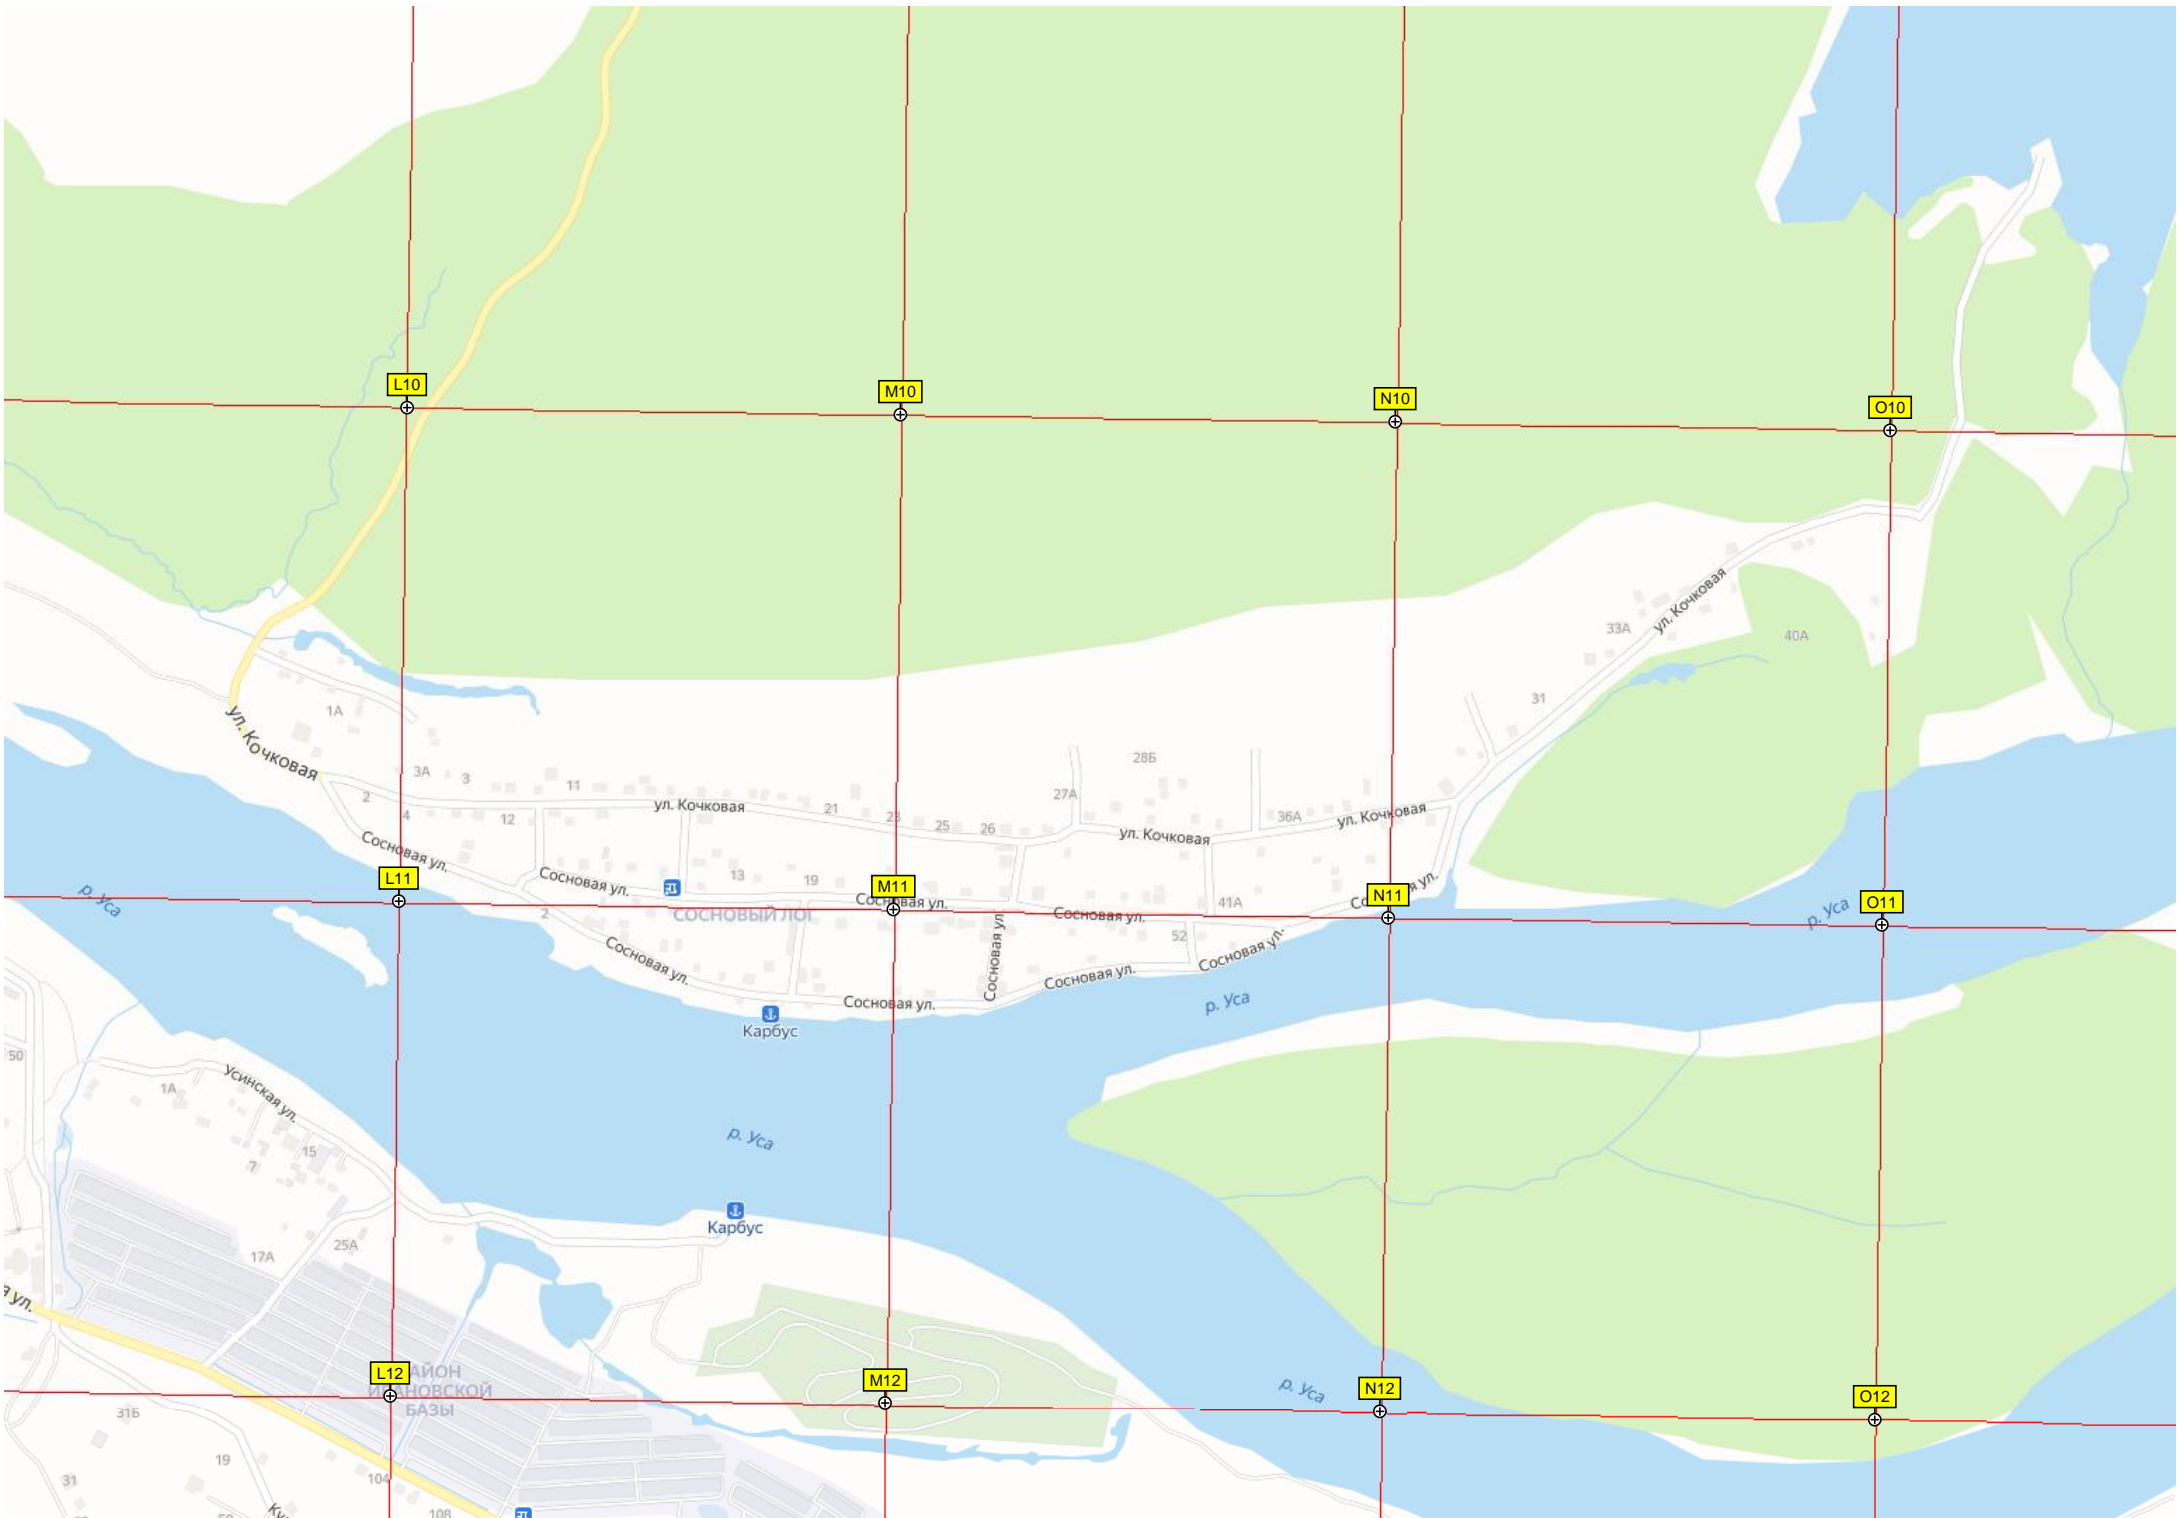 L10
M10
N10
O10
ул. Кочковая
33А
40А
31
1А
ул. Кочковая
28Б
3А
3
11
27А
2
ул. Кочковая
21
23
36А
ул. Кочковая
4
12
25
26
ул. Кочковая
Сосновая ул.
L11
Сосновая ул.
13
19
M11
N11
O11
р. Уса
2
СОСНОВЫЙ ЛОГ
Сосновая ул.
Сосновая ул.
41А
р. Уса
52
Сосновая ул.
Сосновая ул.
Сосновая ул.
Сосновая ул.
Сосновая ул.
р. Уса
Карбус
50
1А
Усинская ул.
15
7
р. Уса
Карбус
17А
25А
а ул.
L12
M12
N12
O12
АЙОН
ИВАНОВСКОЙ
БАЗЫ
р. Уса
31Б
19
31
104
108